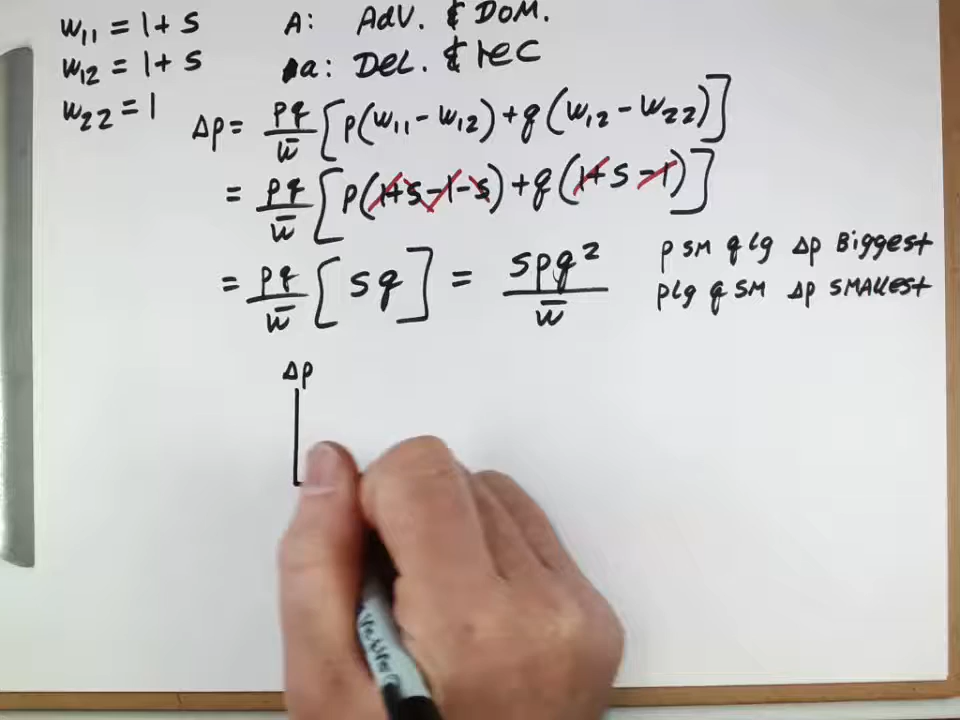 w₁₁ = 1 + s
w₁₂ = 1 + s
w₂₂ = 1
A: Adv. & Dom.
a: Del. & rec
Δp = pq/w̄ [p(w₁₁ - w₁₂) + q(w₁₂ - w₂₂)]
= pq/w̄ [p(1+s-1-s) + q(1+s-1)]
= pq/w̄ [sq] = spq²/w̄
p sm q lg Δp Biggest
p lg q sm Δp smallest
Δp